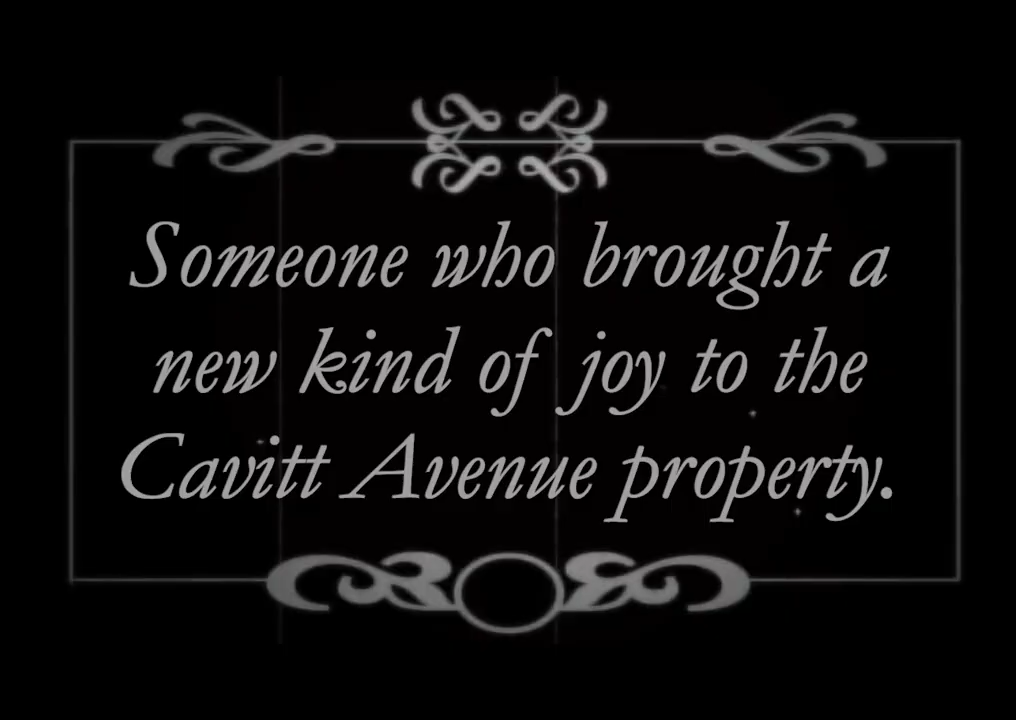 Someone who brought a
new kind of joy to the
Cavitt Avenue property.